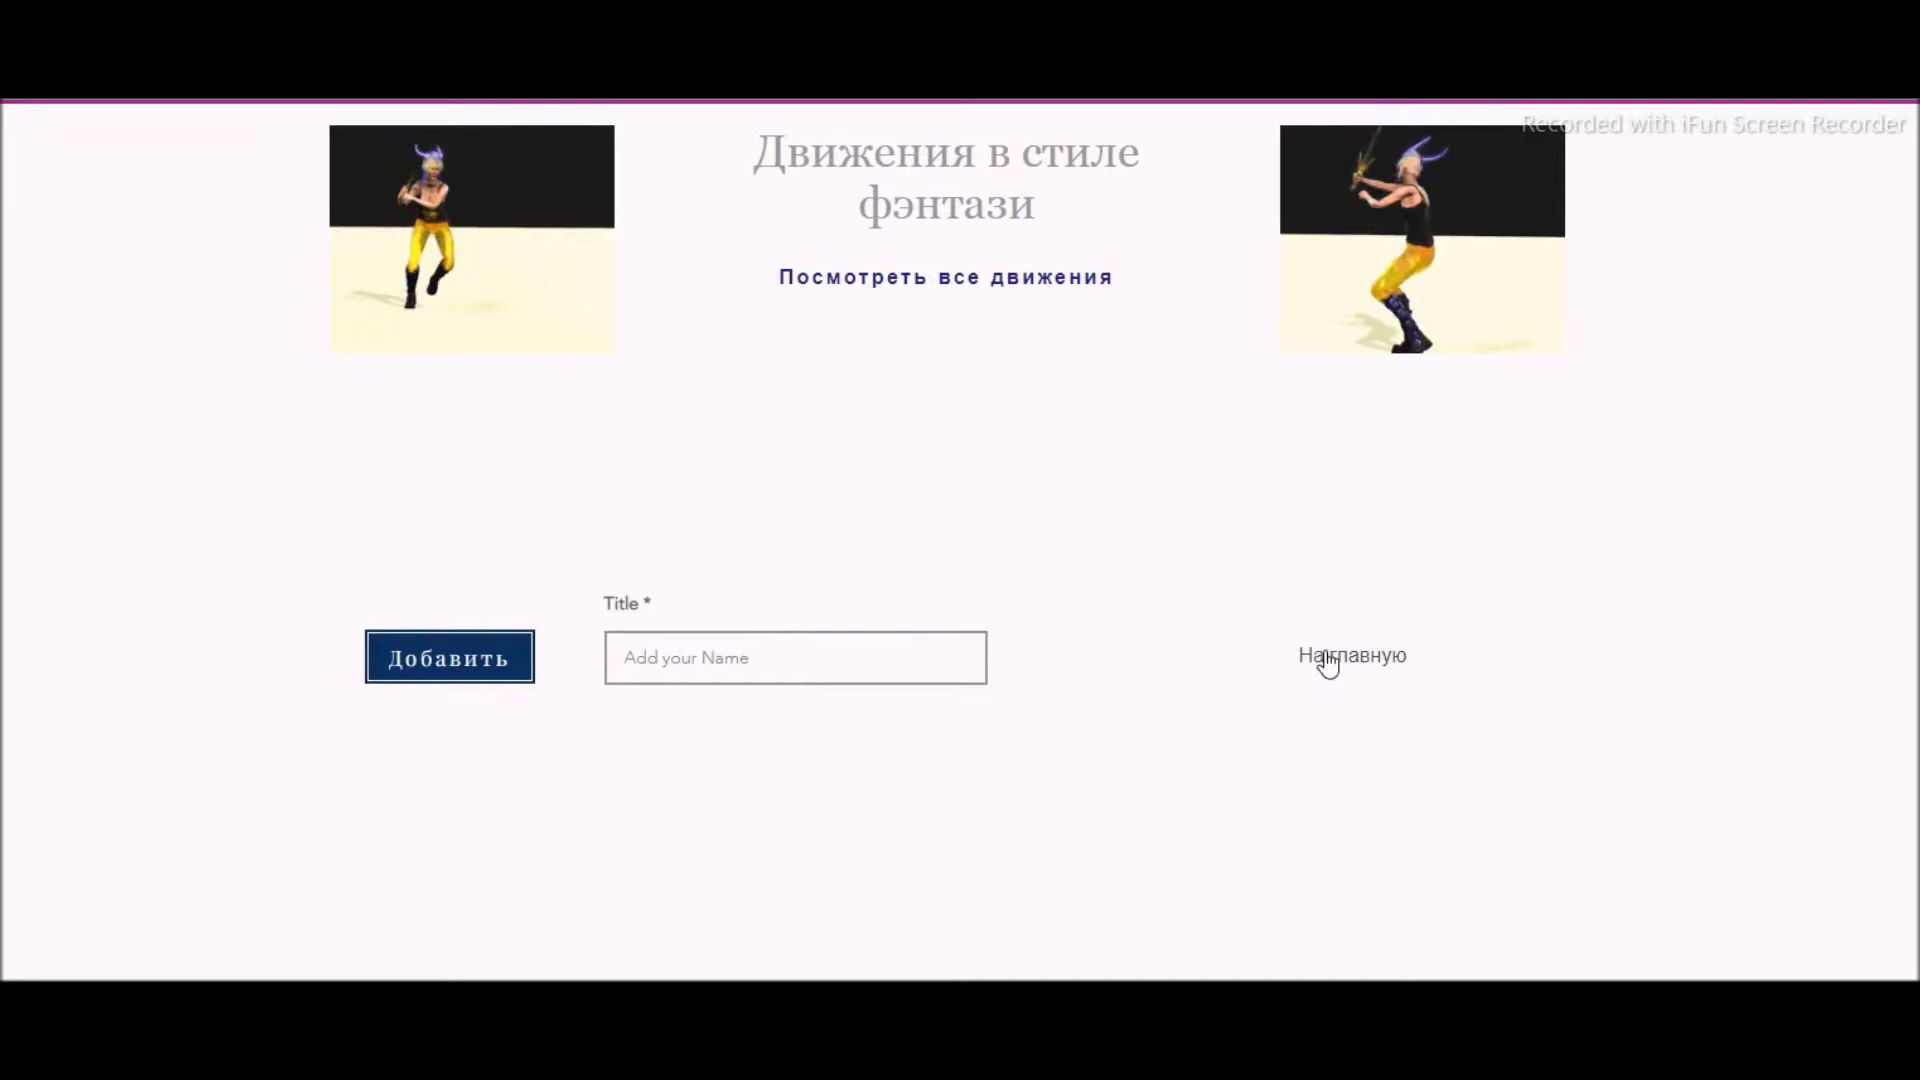 Recorded with iFun Screen Recorder
Движения в стиле
фэнтази
Посмотреть все движения
Title *
Добавить
Add your Name
На главную